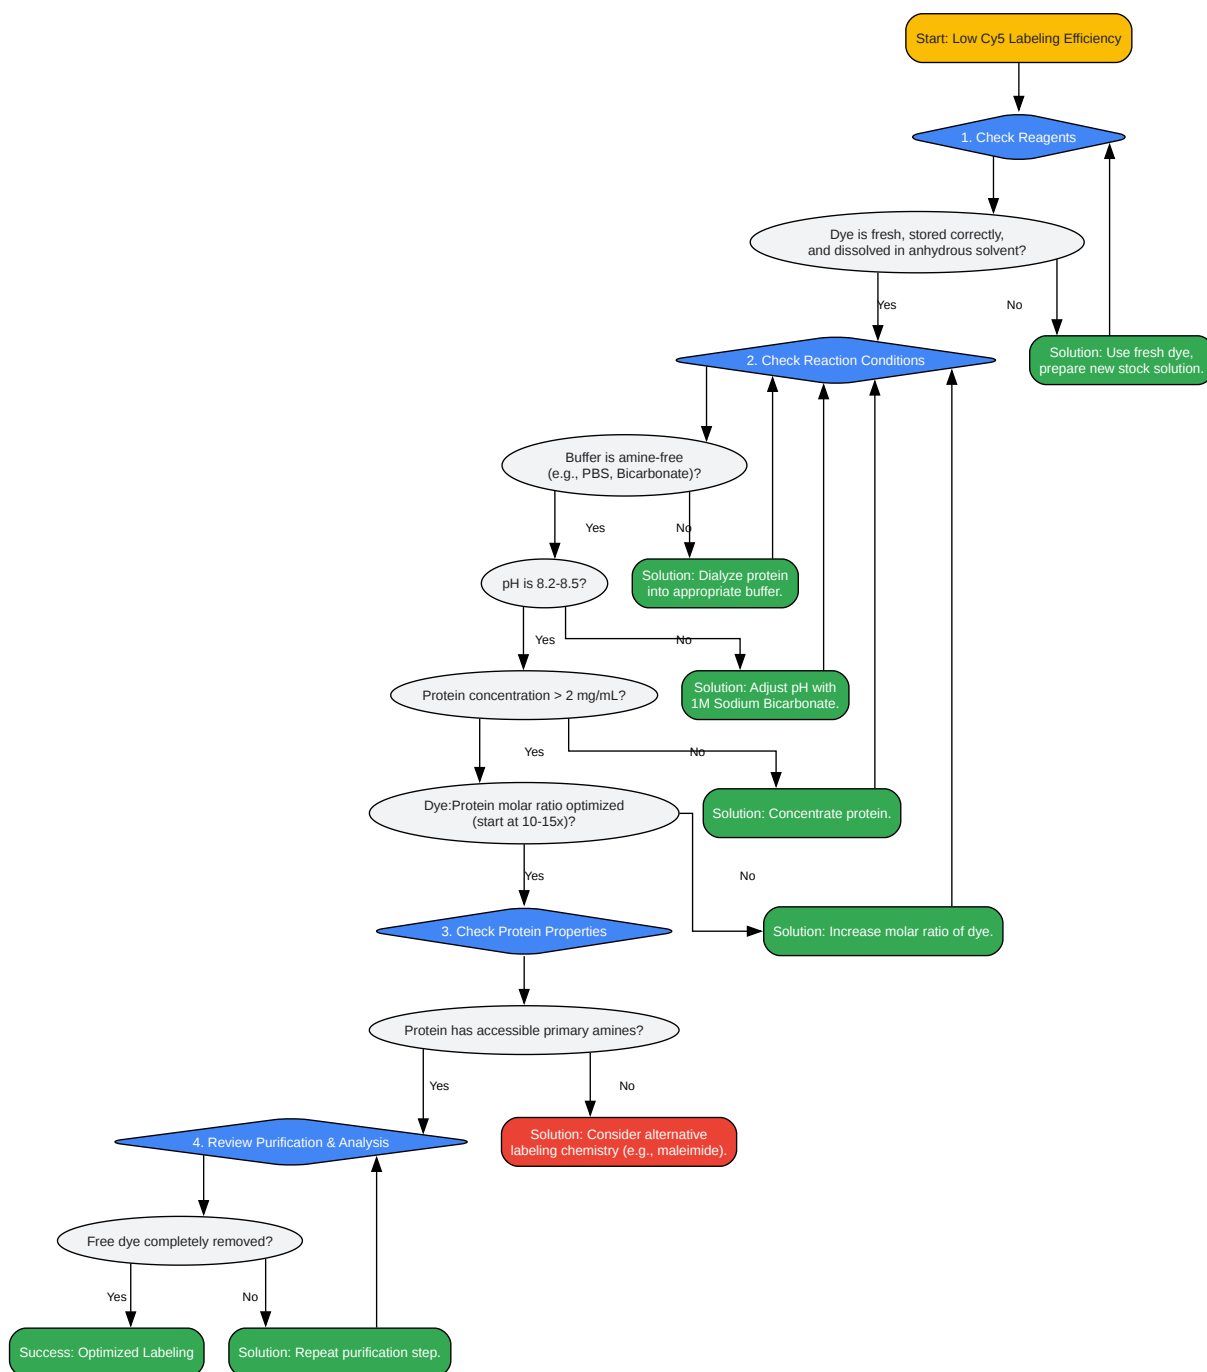 Start: Low Cy5 Labeling Efficiency
1. Check Reagents
Dye is fresh, stored correctly,
and dissolved in anhydrous solvent?
Yes
No
Solution: Use fresh dye,
prepare new stock solution.
2. Check Reaction Conditions
Buffer is amine-free
(e.g., PBS, Bicarbonate)?
Yes
No
Solution: Dialyze protein
into appropriate buffer.
pH is 8.2-8.5?
Yes
No
Solution: Adjust pH with
1M Sodium Bicarbonate.
Protein concentration > 2 mg/mL?
Yes
No
Solution: Concentrate protein.
Dye:Protein molar ratio optimized
(start at 10-15x)?
Yes
No
Solution: Increase molar ratio of dye.
3. Check Protein Properties
Protein has accessible primary amines?
Yes
No
Solution: Consider alternative
labeling chemistry (e.g., maleimide).
4. Review Purification & Analysis
Free dye completely removed?
Yes
No
Success: Optimized Labeling
Solution: Repeat purification step.